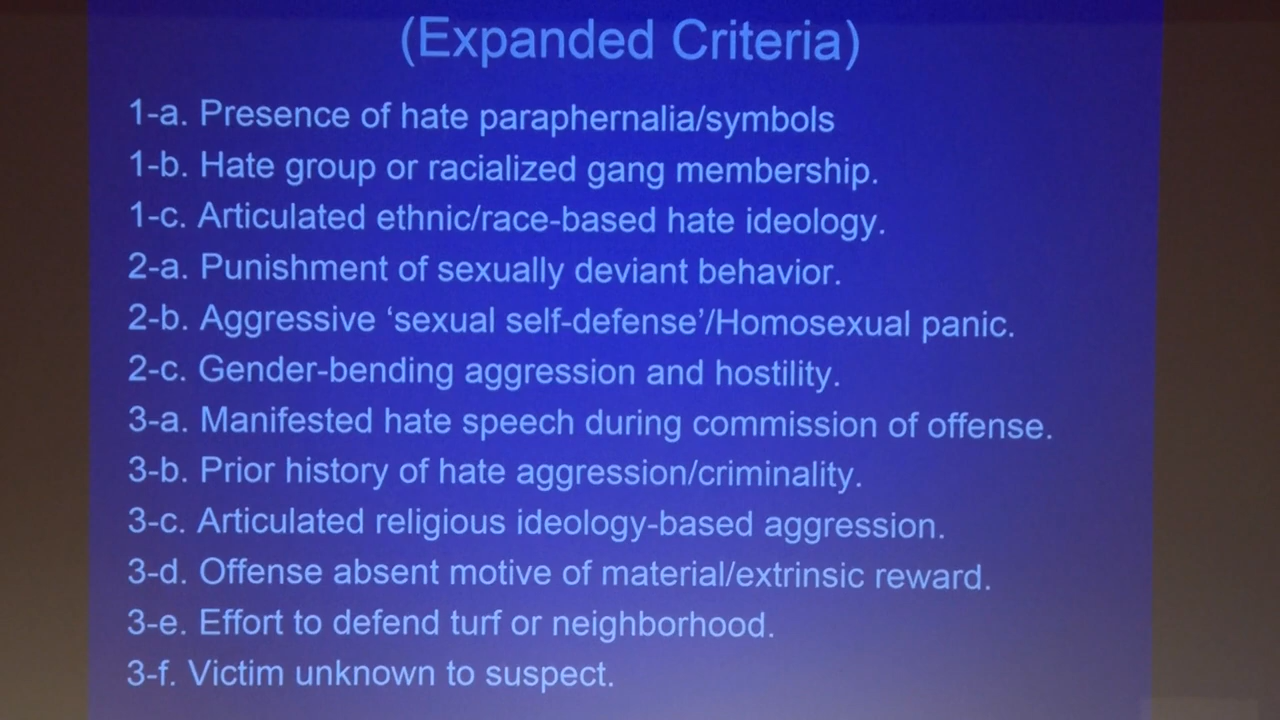 (Expanded Criteria)
1-a. Presence of hate paraphernalia/symbols
1-b. Hate group or racialized gang membership.
1-c. Articulated ethnic/race-based hate ideology.
2-a. Punishment of sexually deviant behavior.
2-b. Aggressive ‘sexual self-defense’/Homosexual panic.
2-c. Gender-bending aggression and hostility.
3-a. Manifested hate speech during commission of offense.
3-b. Prior history of hate aggression/criminality.
3-c. Articulated religious ideology-based aggression.
3-d. Offense absent motive of material/extrinsic reward.
3-e. Effort to defend turf or neighborhood.
3-f. Victim unknown to suspect.